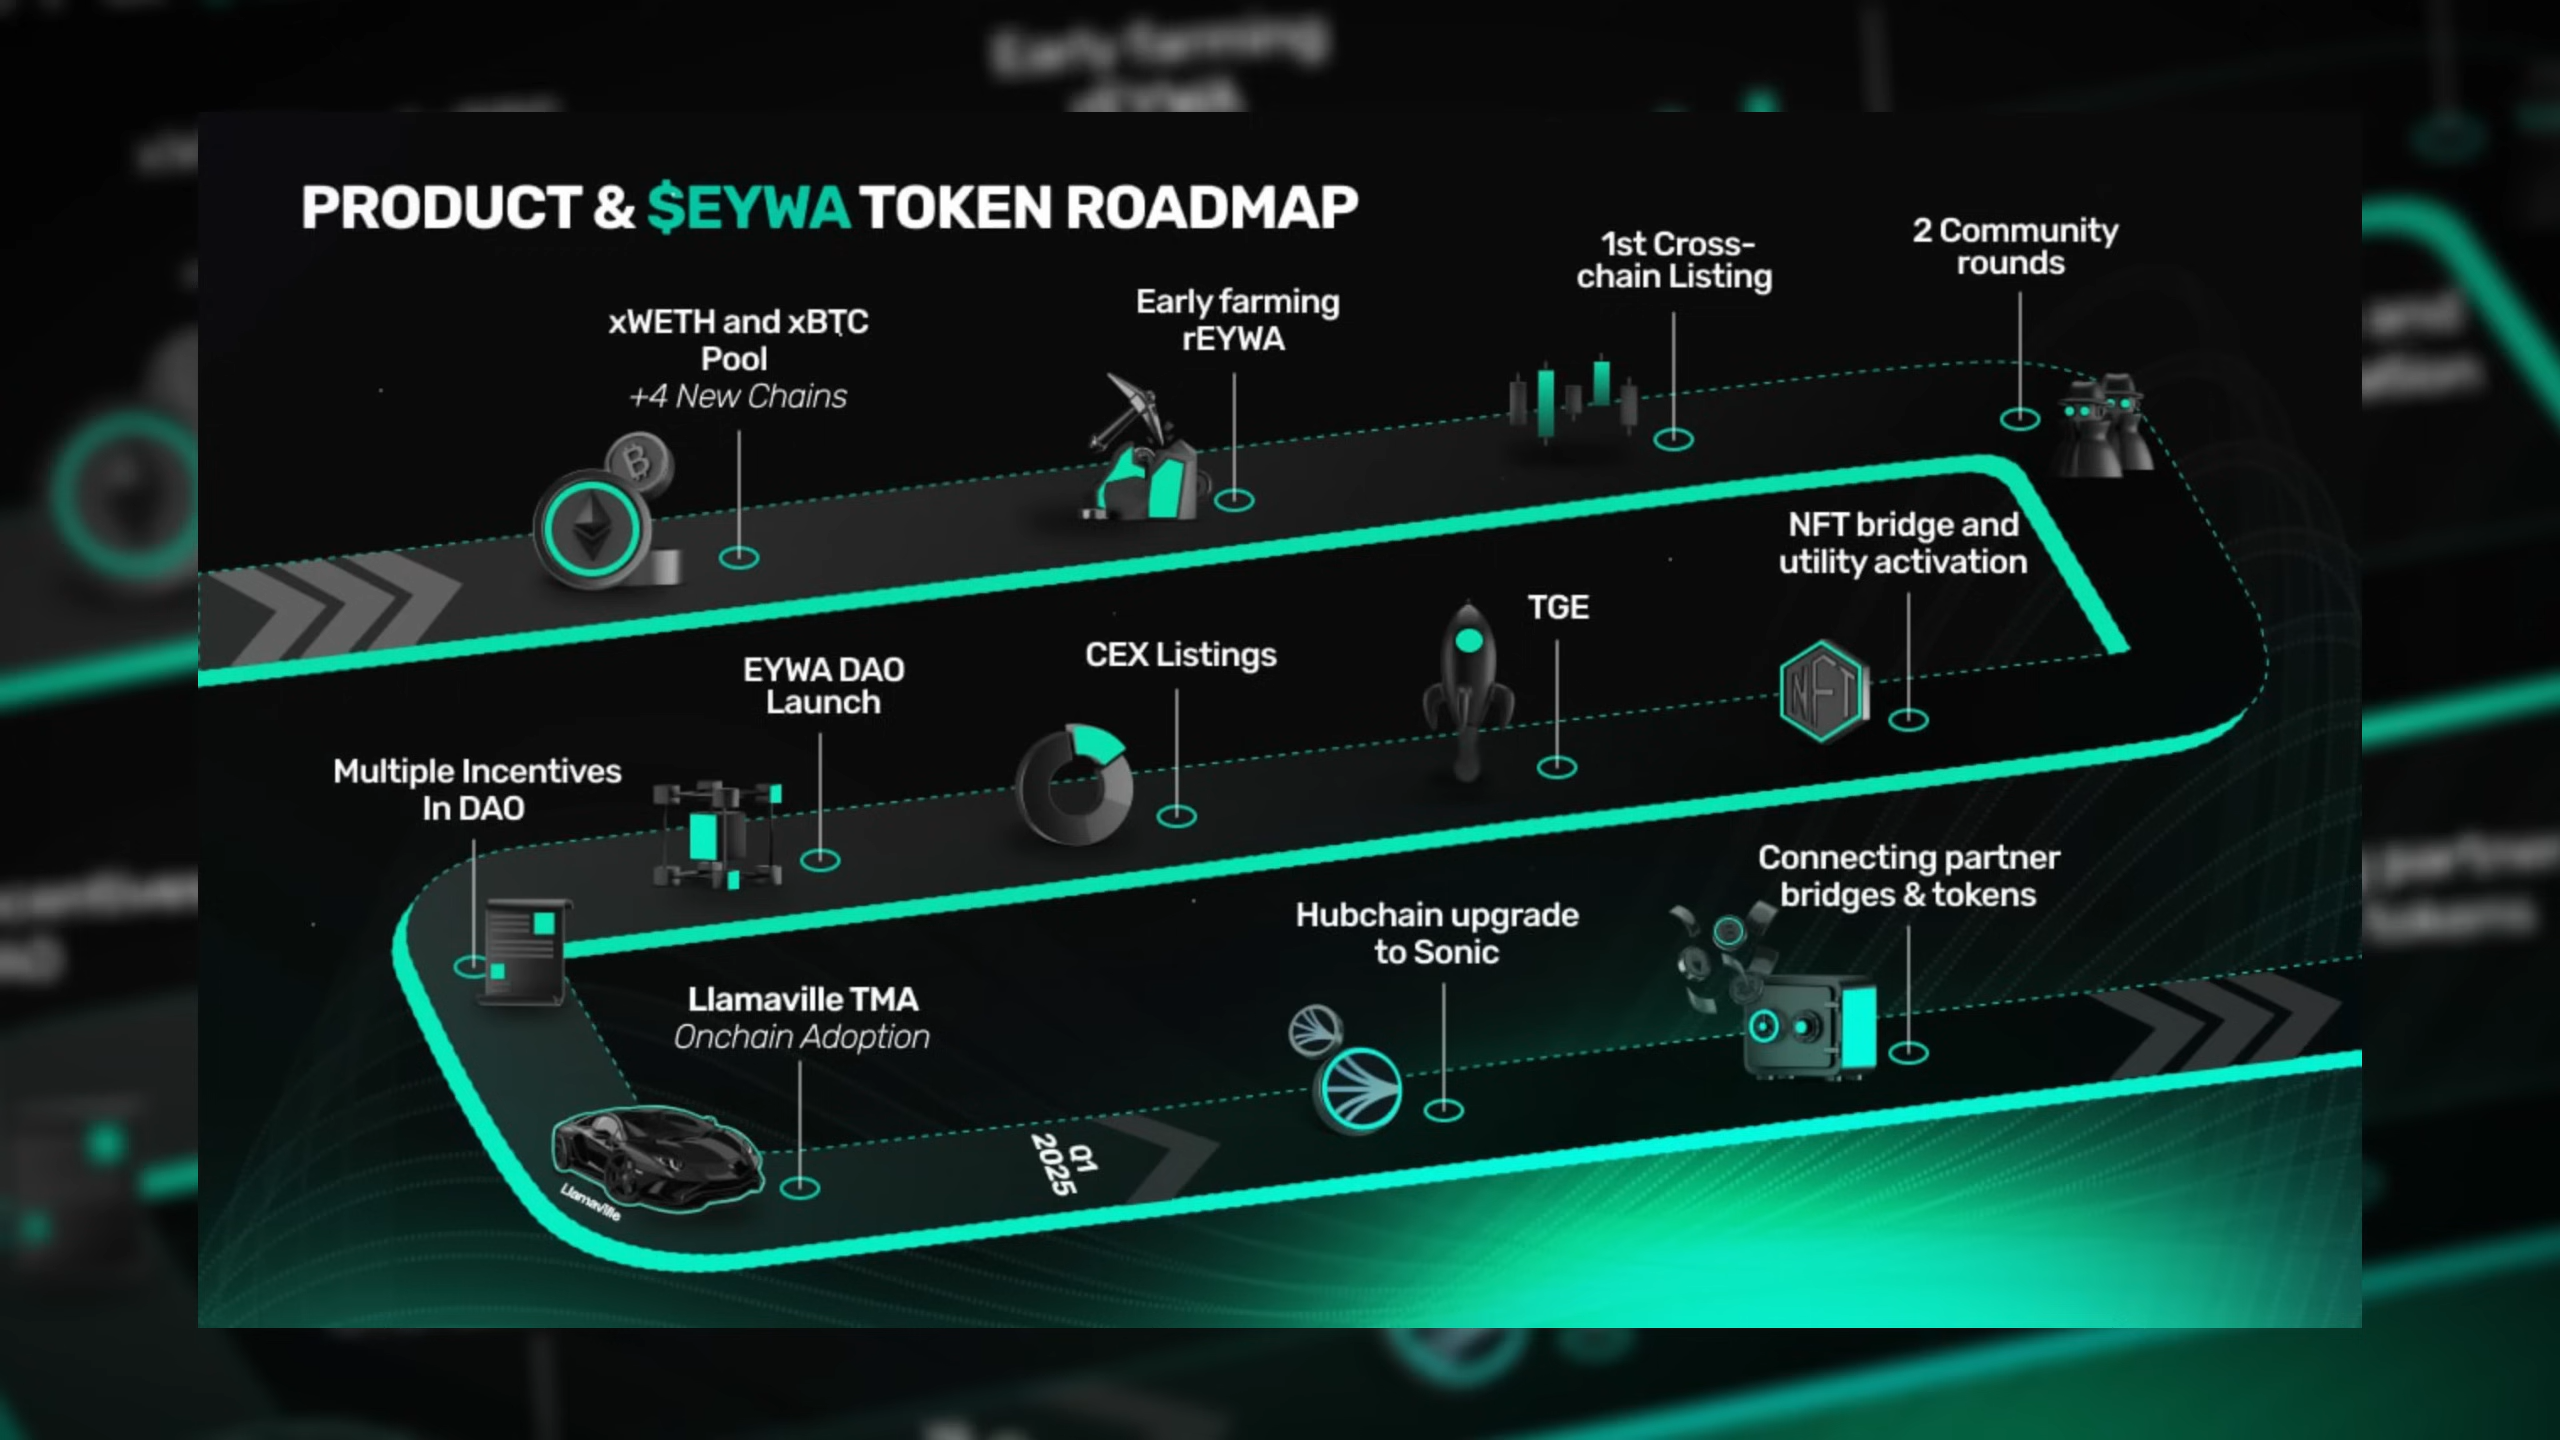 PRODUCT & $EYWA TOKEN ROADMAP
xWETH and xBTC
Pool
+4 New Chains
Early farming
rEYWA
1st Cross-
chain Listing
2 Community
rounds
NFT bridge and
utility activation
NFT
TGE
CEX Listings
EYWA DAO
Launch
Multiple Incentives
In DAO
Llamaville TMA
Onchain Adoption
Llamaville
Q1
2025
Hubchain upgrade
to Sonic
Connecting partner
bridges & tokens
Early farming